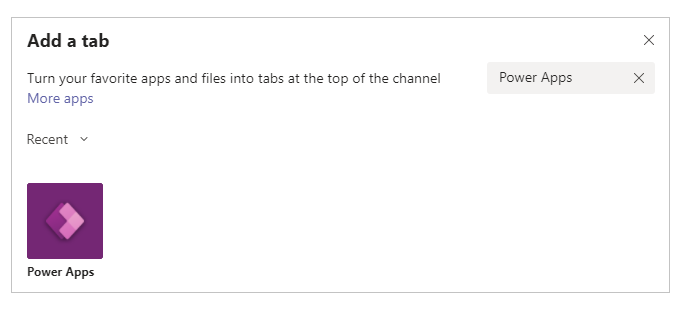 Add a tab
Turn your favorite apps and files into tabs at the top of the channel
More apps
Power Apps
Recent
Power Apps